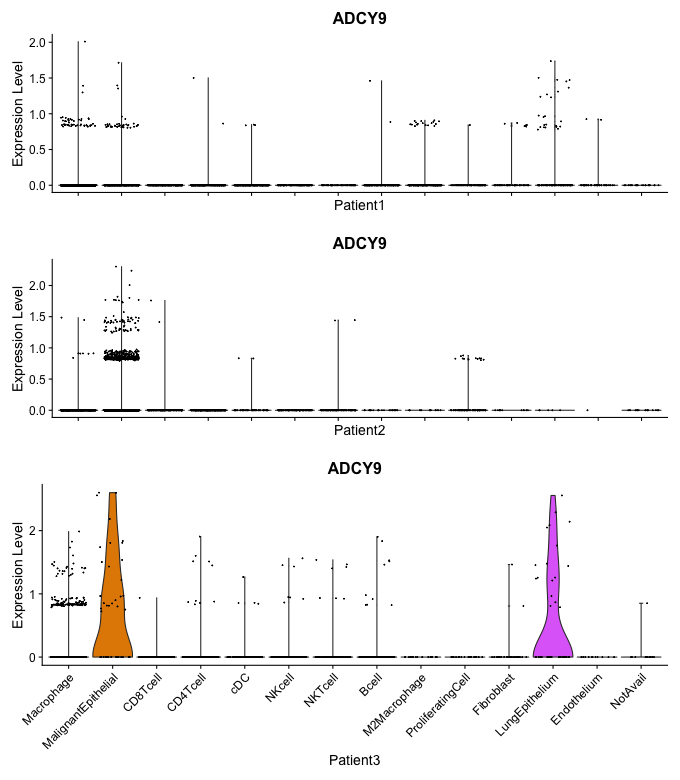 ADCY9
Expression Level
2.0
1.5
1.0
0.5
0.0
Patient1
ADCY9
Expression Level
2.0
1.5
1.0
0.5
0.0
Patient2
ADCY9
Expression Level
2
1
0
Macrophage
MalignantEpithelial
CD8Tcell
CD4Tcell
cDC
NKcell
NKTcell
Bcell
M2Macrophage
ProliferatingCell
Fibroblast
LungEpithelium
Endothelium
NotAvail
Patient3